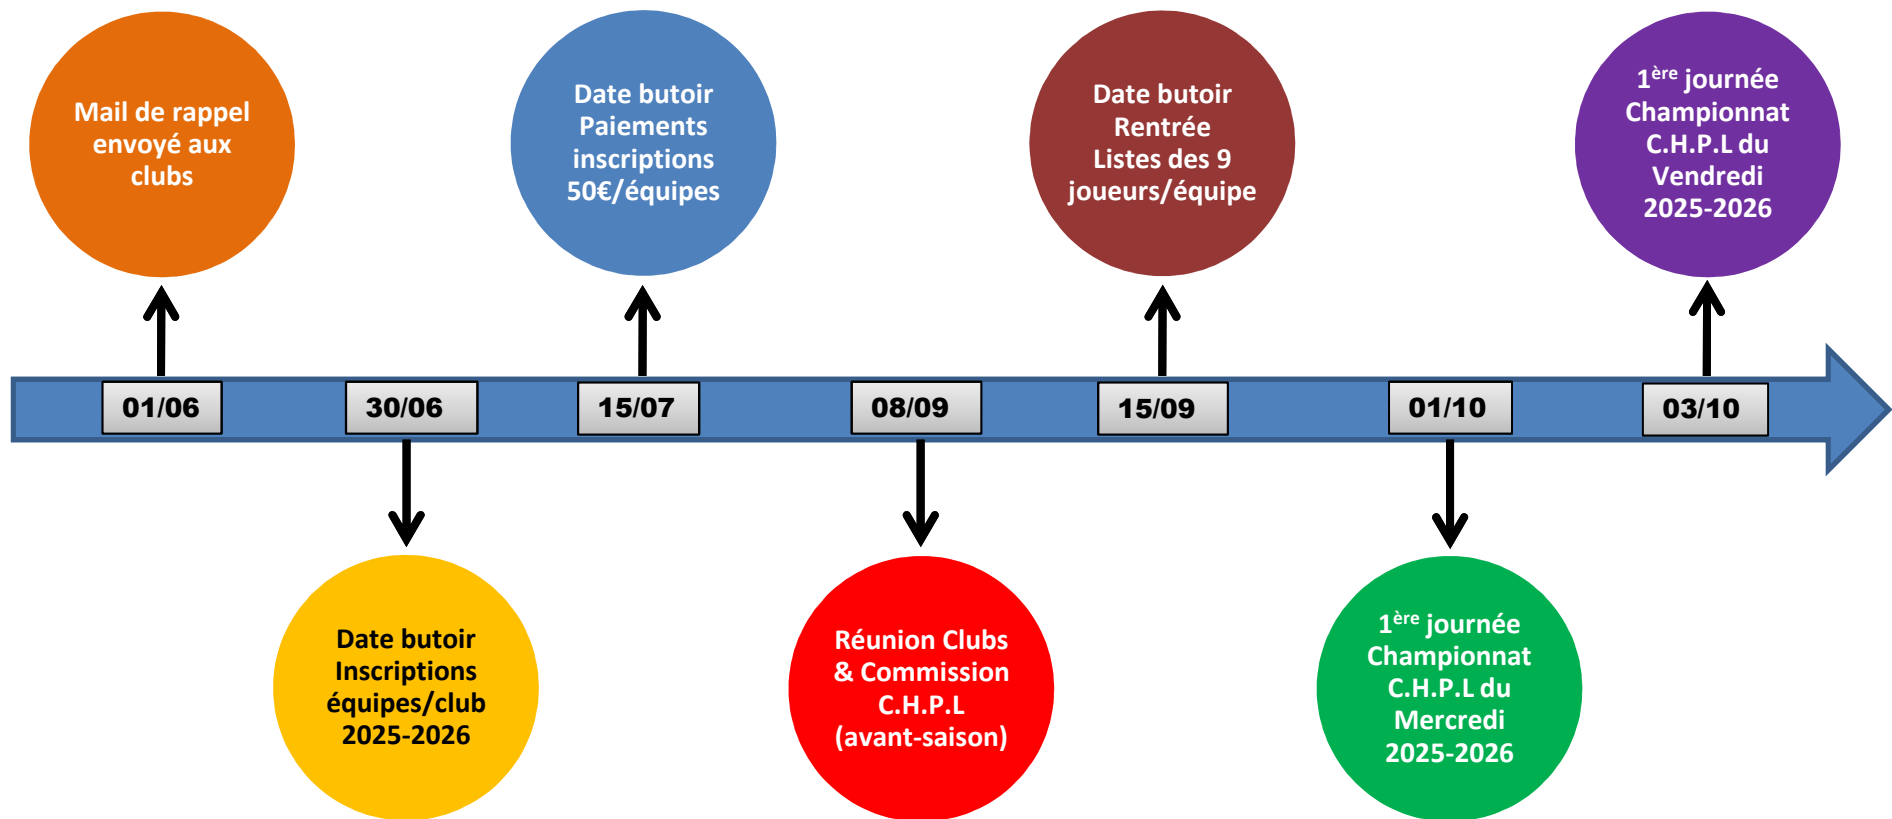 Mail de rappel
envoyé aux
clubs
Date butoir
Paiements
inscriptions
50€/équipes
Date butoir
Rentrée
Listes des 9
joueurs/équipe
1ère journée
Championnat
C.H.P.L du
Vendredi
2025-2026
01/06
30/06
15/07
08/09
15/09
01/10
03/10
Date butoir
Inscriptions
équipes/club
2025-2026
Réunion Clubs
& Commission
C.H.P.L
(avant-saison)
1ère journée
Championnat
C.H.P.L du
Mercredi
2025-2026